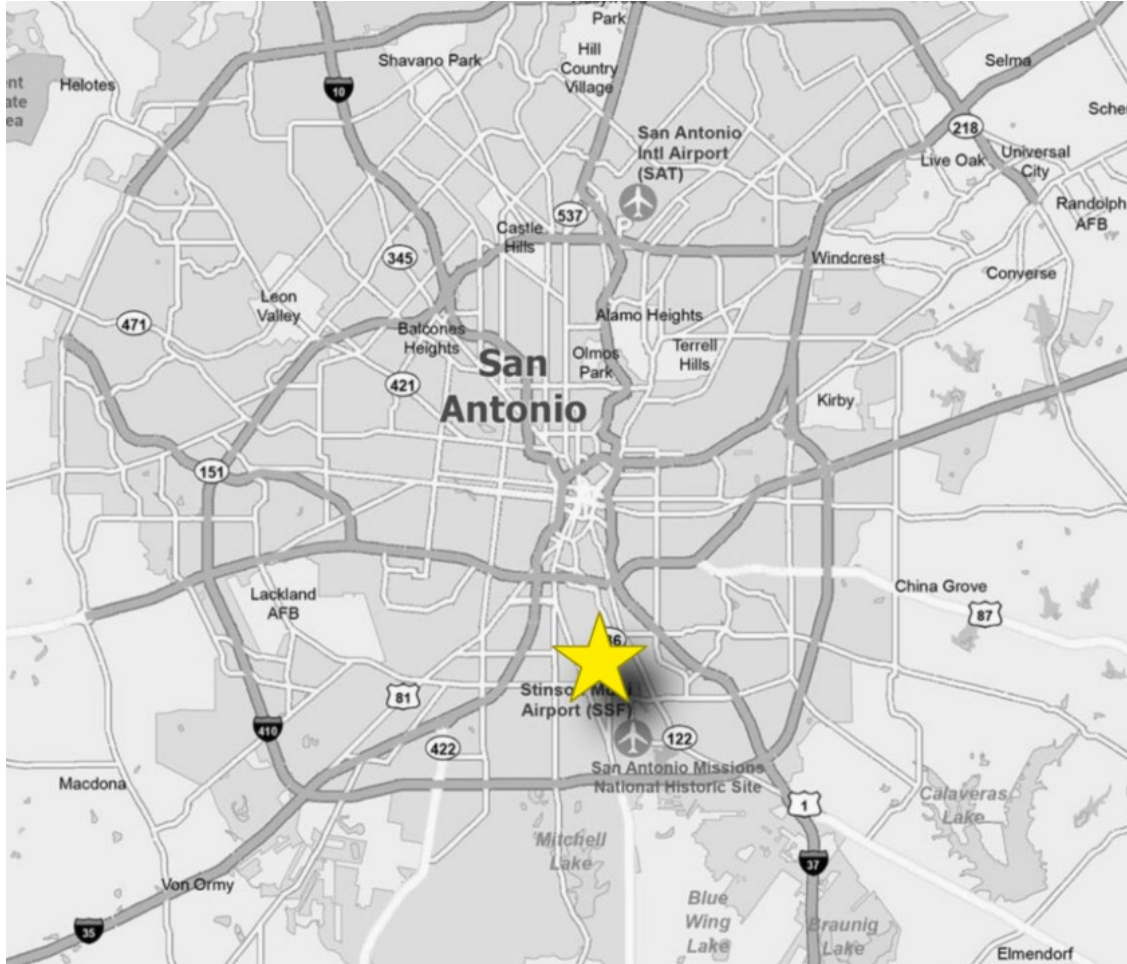 Park
Hill
Country
Village
Shavano Park
Selma
Helotes
10
San Antonio
Intl Airport
(SAT)
218
Live Oak
Universal
City
Randolph
AFB
537
Castle
Hills
345
Windcrest
Converse
Leon
Valley
471
Balcones
Heights
Alamo Heights
San
Antonio
Olmos
Park
Terrell
Hills
421
Kirby
151
Lackland
AFB
China Grove
87
81
Airport (SSF)
410
422
122
San Antonio Missions
National Historic Site
Macdona
1
Calaveras
Lake
Mitchell
Lake
37
Von Ormy
Blue
Wing
Lake
Braunig
Lake
35
Elmendorf